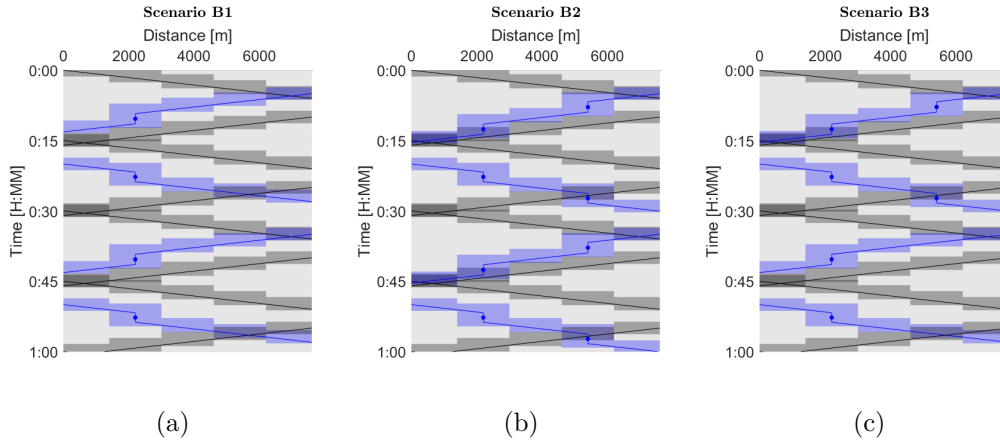 Scenario B1
Distance [m]
0 2000 4000 6000
0:00
0:15
0:30
0:45
1:00
Time [H:MM]
(a)
Scenario B2
Distance [m]
0 2000 4000 6000
0:00
0:15
0:30
0:45
1:00
Time [H:MM]
(b)
Scenario B3
Distance [m]
0 2000 4000 6000
0:00
0:15
0:30
0:45
1:00
Time [H:MM]
(c)